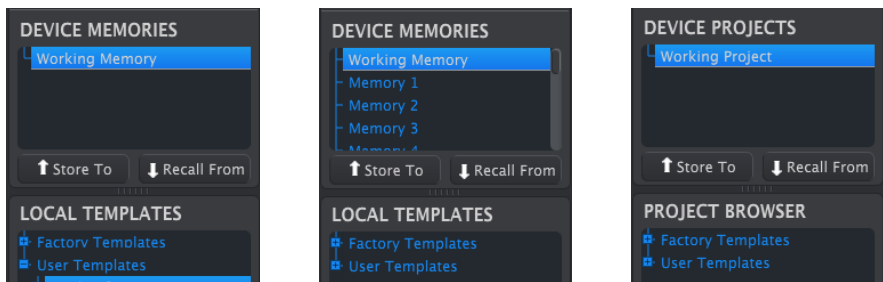 DEVICE MEMORIES
Working Memory
Store To
Recall From
LOCAL TEMPLATES
Factory Templates
User Templates
DEVICE MEMORIES
Working Memory
Memory 1
Memory 2
Memory 3
Memory 4
Store To
Recall From
LOCAL TEMPLATES
Factory Templates
User Templates
DEVICE PROJECTS
Working Project
Store To
Recall From
PROJECT BROWSER
Factory Templates
User Templates